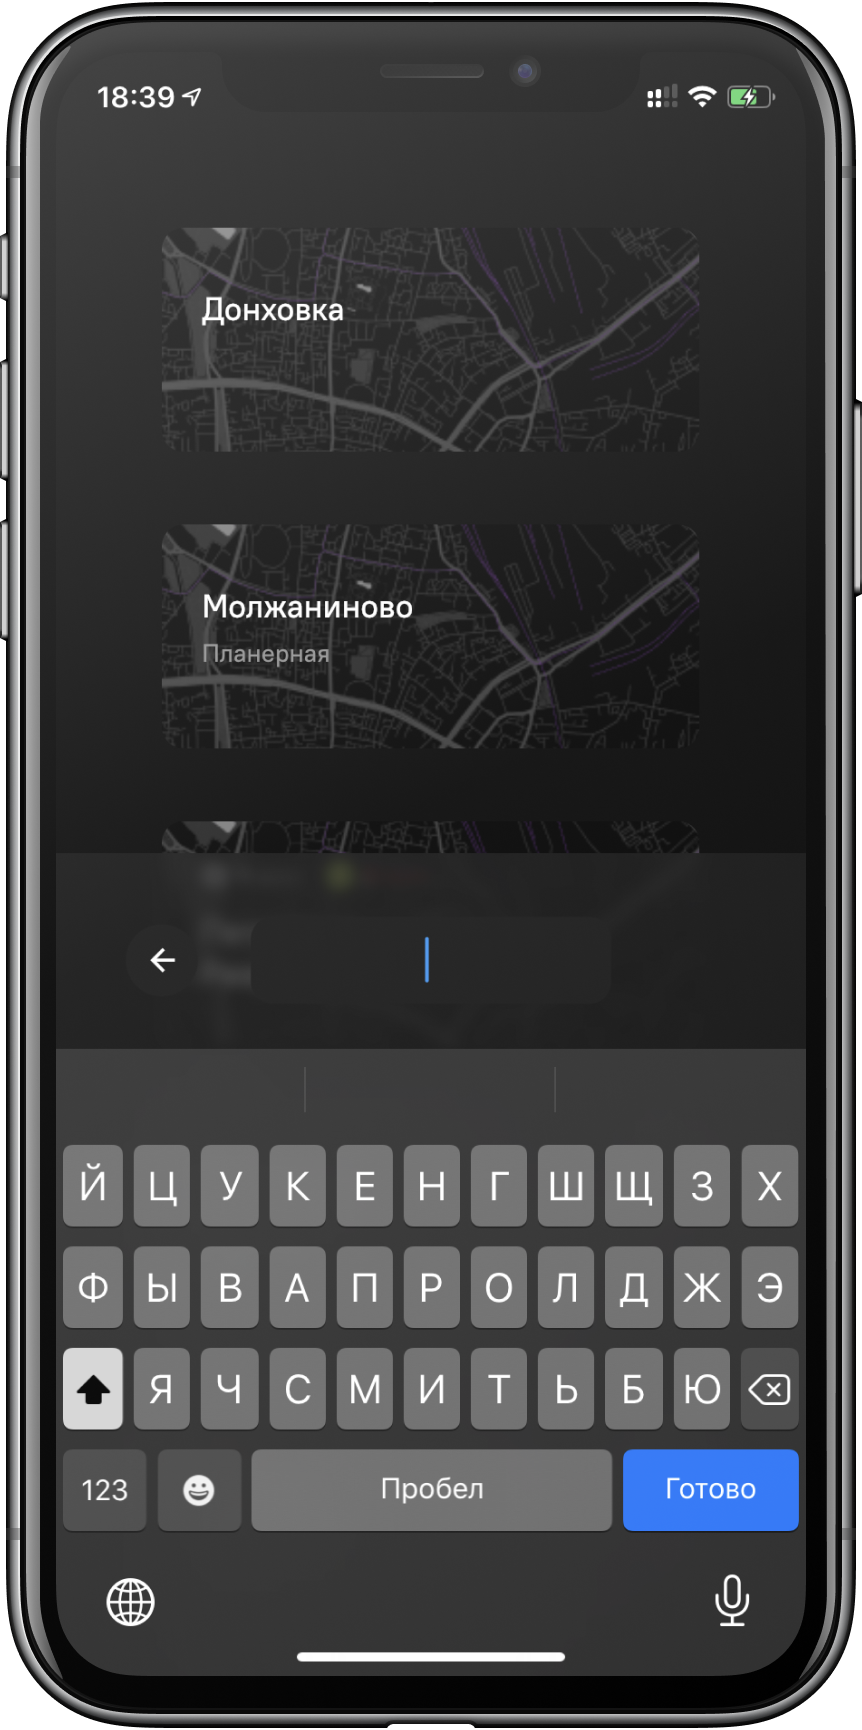 18:39
Донховка
Молжаниново
Планерная
Й Ц У К Е Н Г Ш Щ З Х
Ф Ы В А П Р О Л Д Ж Э
Я Ч С М И Т Ь Б Ю
123 Пробел Готово